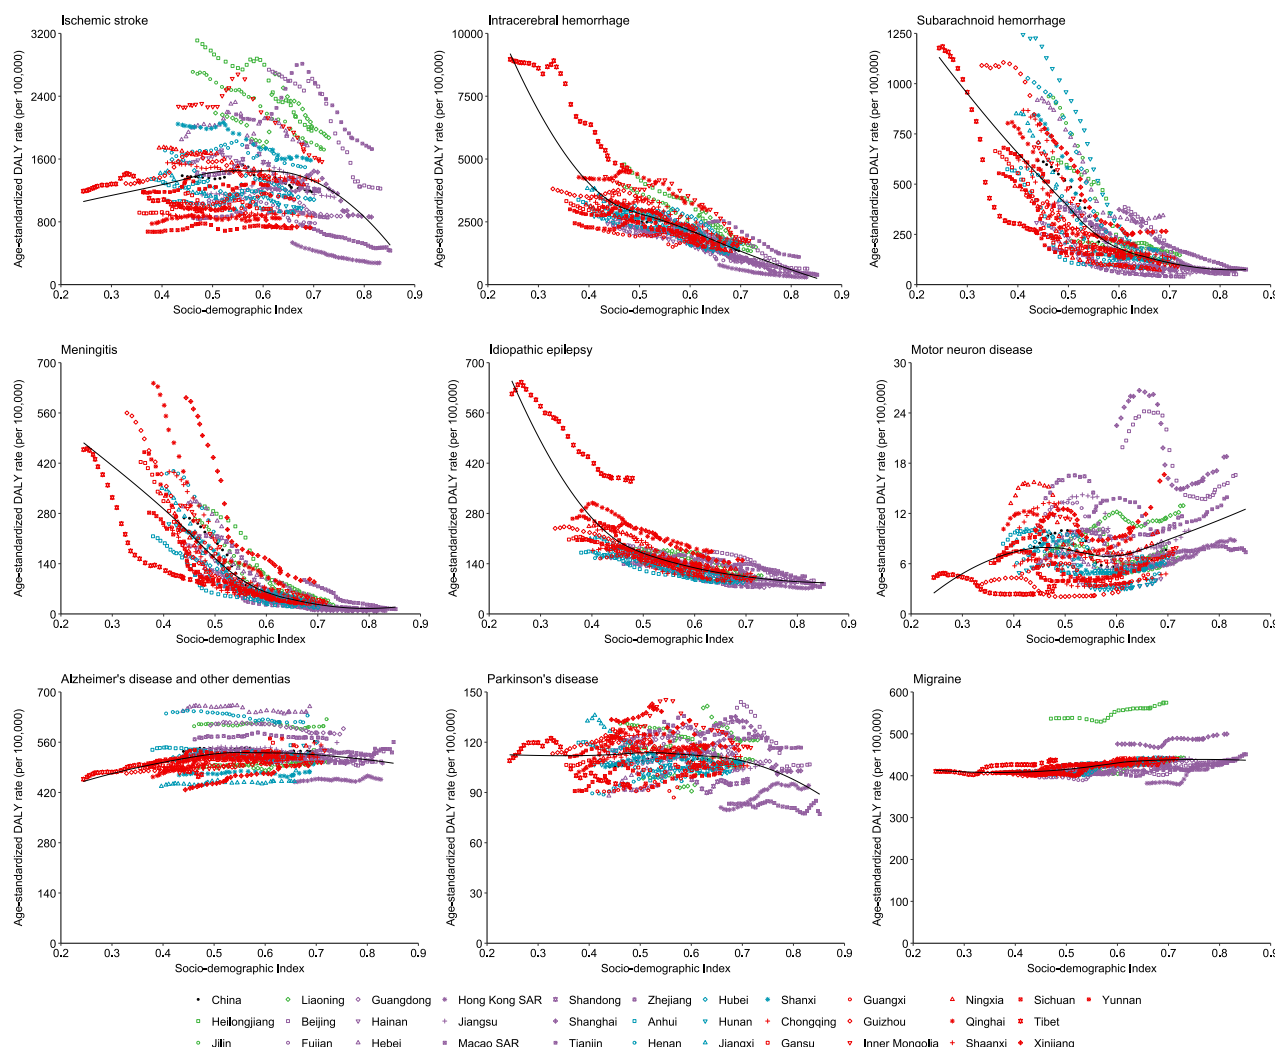 Ischemic stroke
Intracerebral hemorrhage
Subarachnoid hemorrhage
Age-standardized DALY rate (per 100,000)
3200
2400
1600
800
0
0.2 0.3 0.4 0.5 0.6 0.7 0.8 0.9
Socio-demographic Index
Age-standardized DALY rate (per 100,000)
10000
7500
5000
2500
0
0.2 0.3 0.4 0.5 0.6 0.7 0.8 0.9
Socio-demographic Index
Age-standardized DALY rate (per 100,000)
1250
1000
750
500
250
0
0.2 0.3 0.4 0.5 0.6 0.7 0.8 0.9
Socio-demographic Index
Meningitis
Idiopathic epilepsy
Motor neuron disease
Age-standardized DALY rate (per 100,000)
700
560
420
280
140
0
0.2 0.3 0.4 0.5 0.6 0.7 0.8 0.9
Socio-demographic Index
Age-standardized DALY rate (per 100,000)
700
560
420
280
140
0
0.2 0.3 0.4 0.5 0.6 0.7 0.8 0.9
Socio-demographic Index
Age-standardized DALY rate (per 100,000)
30
24
18
12
6
0
0.2 0.3 0.4 0.5 0.6 0.7 0.8 0.9
Socio-demographic Index
Alzheimer's disease and other dementias
Parkinson's disease
Migraine
Age-standardized DALY rate (per 100,000)
700
560
420
280
140
0
0.2 0.3 0.4 0.5 0.6 0.7 0.8 0.9
Socio-demographic Index
Age-standardized DALY rate (per 100,000)
150
120
90
60
30
0
0.2 0.3 0.4 0.5 0.6 0.7 0.8 0.9
Socio-demographic Index
Age-standardized DALY rate (per 100,000)
600
500
400
300
200
100
0
0.2 0.3 0.4 0.5 0.6 0.7 0.8 0.9
Socio-demographic Index
China Liaoning Guangdong Hong Kong SAR Shandong Zhejiang Hubei Shanxi Guangxi Ningxia Sichuan Yunnan
Heilongjiang Beijing Hainan Jiangsu Shanghai Anhui Hunan Chongqing Guizhou Qinghai Tibet
Jilin Fujian Hebei Macao SAR Tianjin Henan Jiangxi Gansu Inner Mongolia Shaanxi Xinjiang